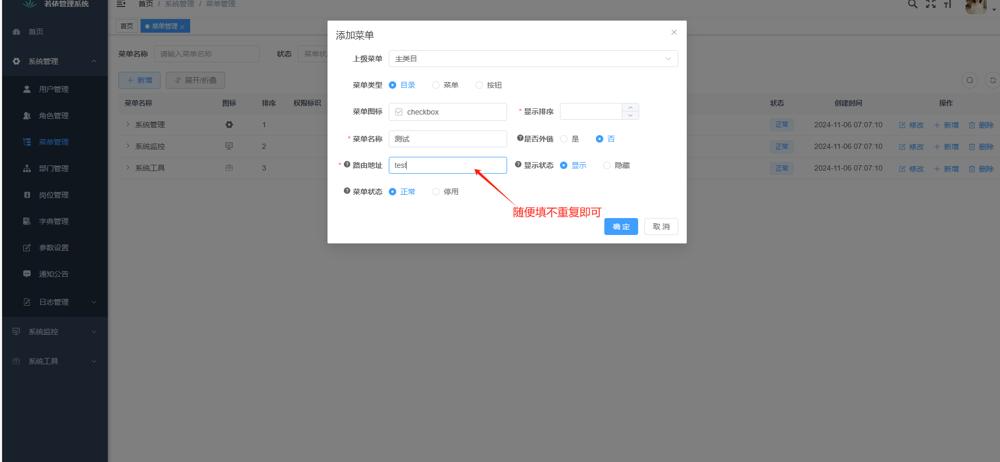 若依管理系统
首页 / 系统管理 / 菜单管理
首页
菜单管理
首页
系统管理
用户管理
角色管理
菜单管理
部门管理
岗位管理
字典管理
参数设置
通知公告
日志管理
系统监控
系统工具
菜单名称 请输入菜单名称 状态
新增 展开/折叠
菜单名称 图标 排序 权限标识 状态 创建时间 操作
系统管理 1 正常 2024-11-06 07:07:10 修改 新增 删除
系统监控 2 正常 2024-11-06 07:07:10 修改 新增 删除
系统工具 3 正常 2024-11-06 07:07:10 修改 新增 删除
添加菜单
上级菜单 主类目
菜单类型 目录 菜单 按钮
菜单图标 checkbox * 显示排序
* 菜单名称 测试 是否外链 是 否
* 路由地址 test 显示状态 显示 隐藏
菜单状态 正常 停用
随便填不重复即可
确 定 取 消